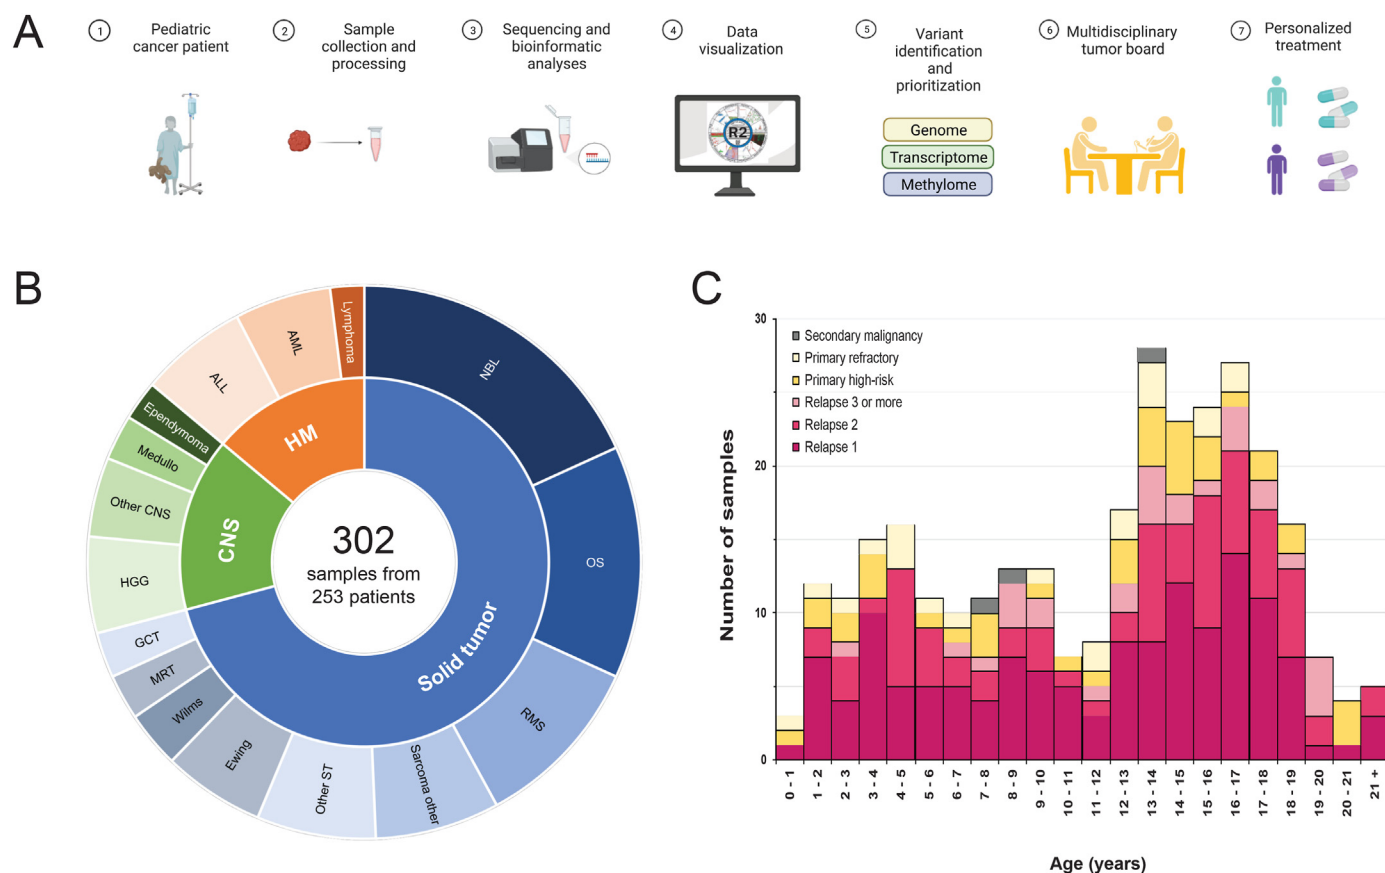 A
1
Pediatric
cancer patient
2
Sample
collection and
processing
3
Sequencing and
bioinformatic
analyses
4
Data
visualization
R2
5
Variant
identification
and
prioritization
Genome
Transcriptome
Methylome
6
Multidisciplinary
tumor board
7
Personalized
treatment
B
Lymphoma
AML
ALL
HM
NBL
Ependymoma
Medullo
Other CNS
HGG
CNS
OS
302
samples from
253 patients
Solid tumor
GCT
MRT
Wilms
Ewing
Other ST
Sarcoma other
RMS
C
30
20
10
0
Number of samples
Secondary malignancy
Primary refractory
Primary high-risk
Relapse 3 or more
Relapse 2
Relapse 1
0 - 1
1 - 2
2 - 3
3 - 4
4 - 5
5 - 6
6 - 7
7 - 8
8 - 9
9 - 10
10 - 11
11 - 12
12 - 13
13 - 14
14 - 15
15 - 16
16 - 17
17 - 18
18 - 19
19 - 20
20 - 21
21 +
Age (years)